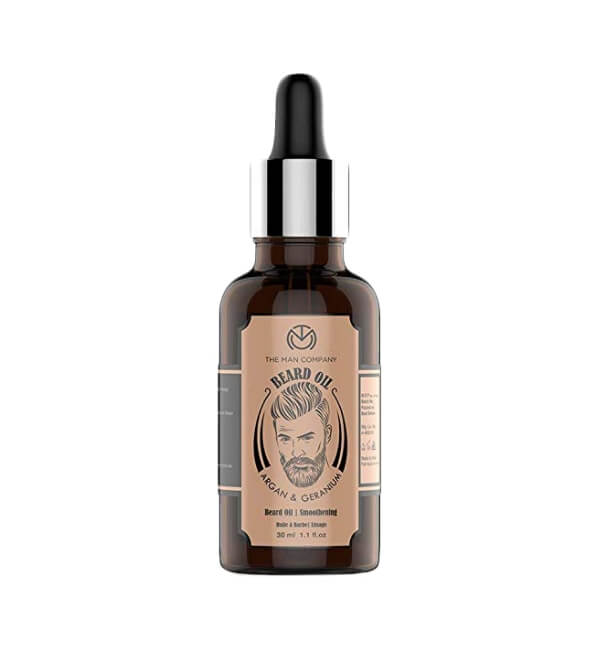 THE MAN COMPANY
BEARD OIL
ARGAN & GERANIUM
Beard Oil | Smoothening
Huile à Barbe| Lissage
30 ml 1.1 fl.oz